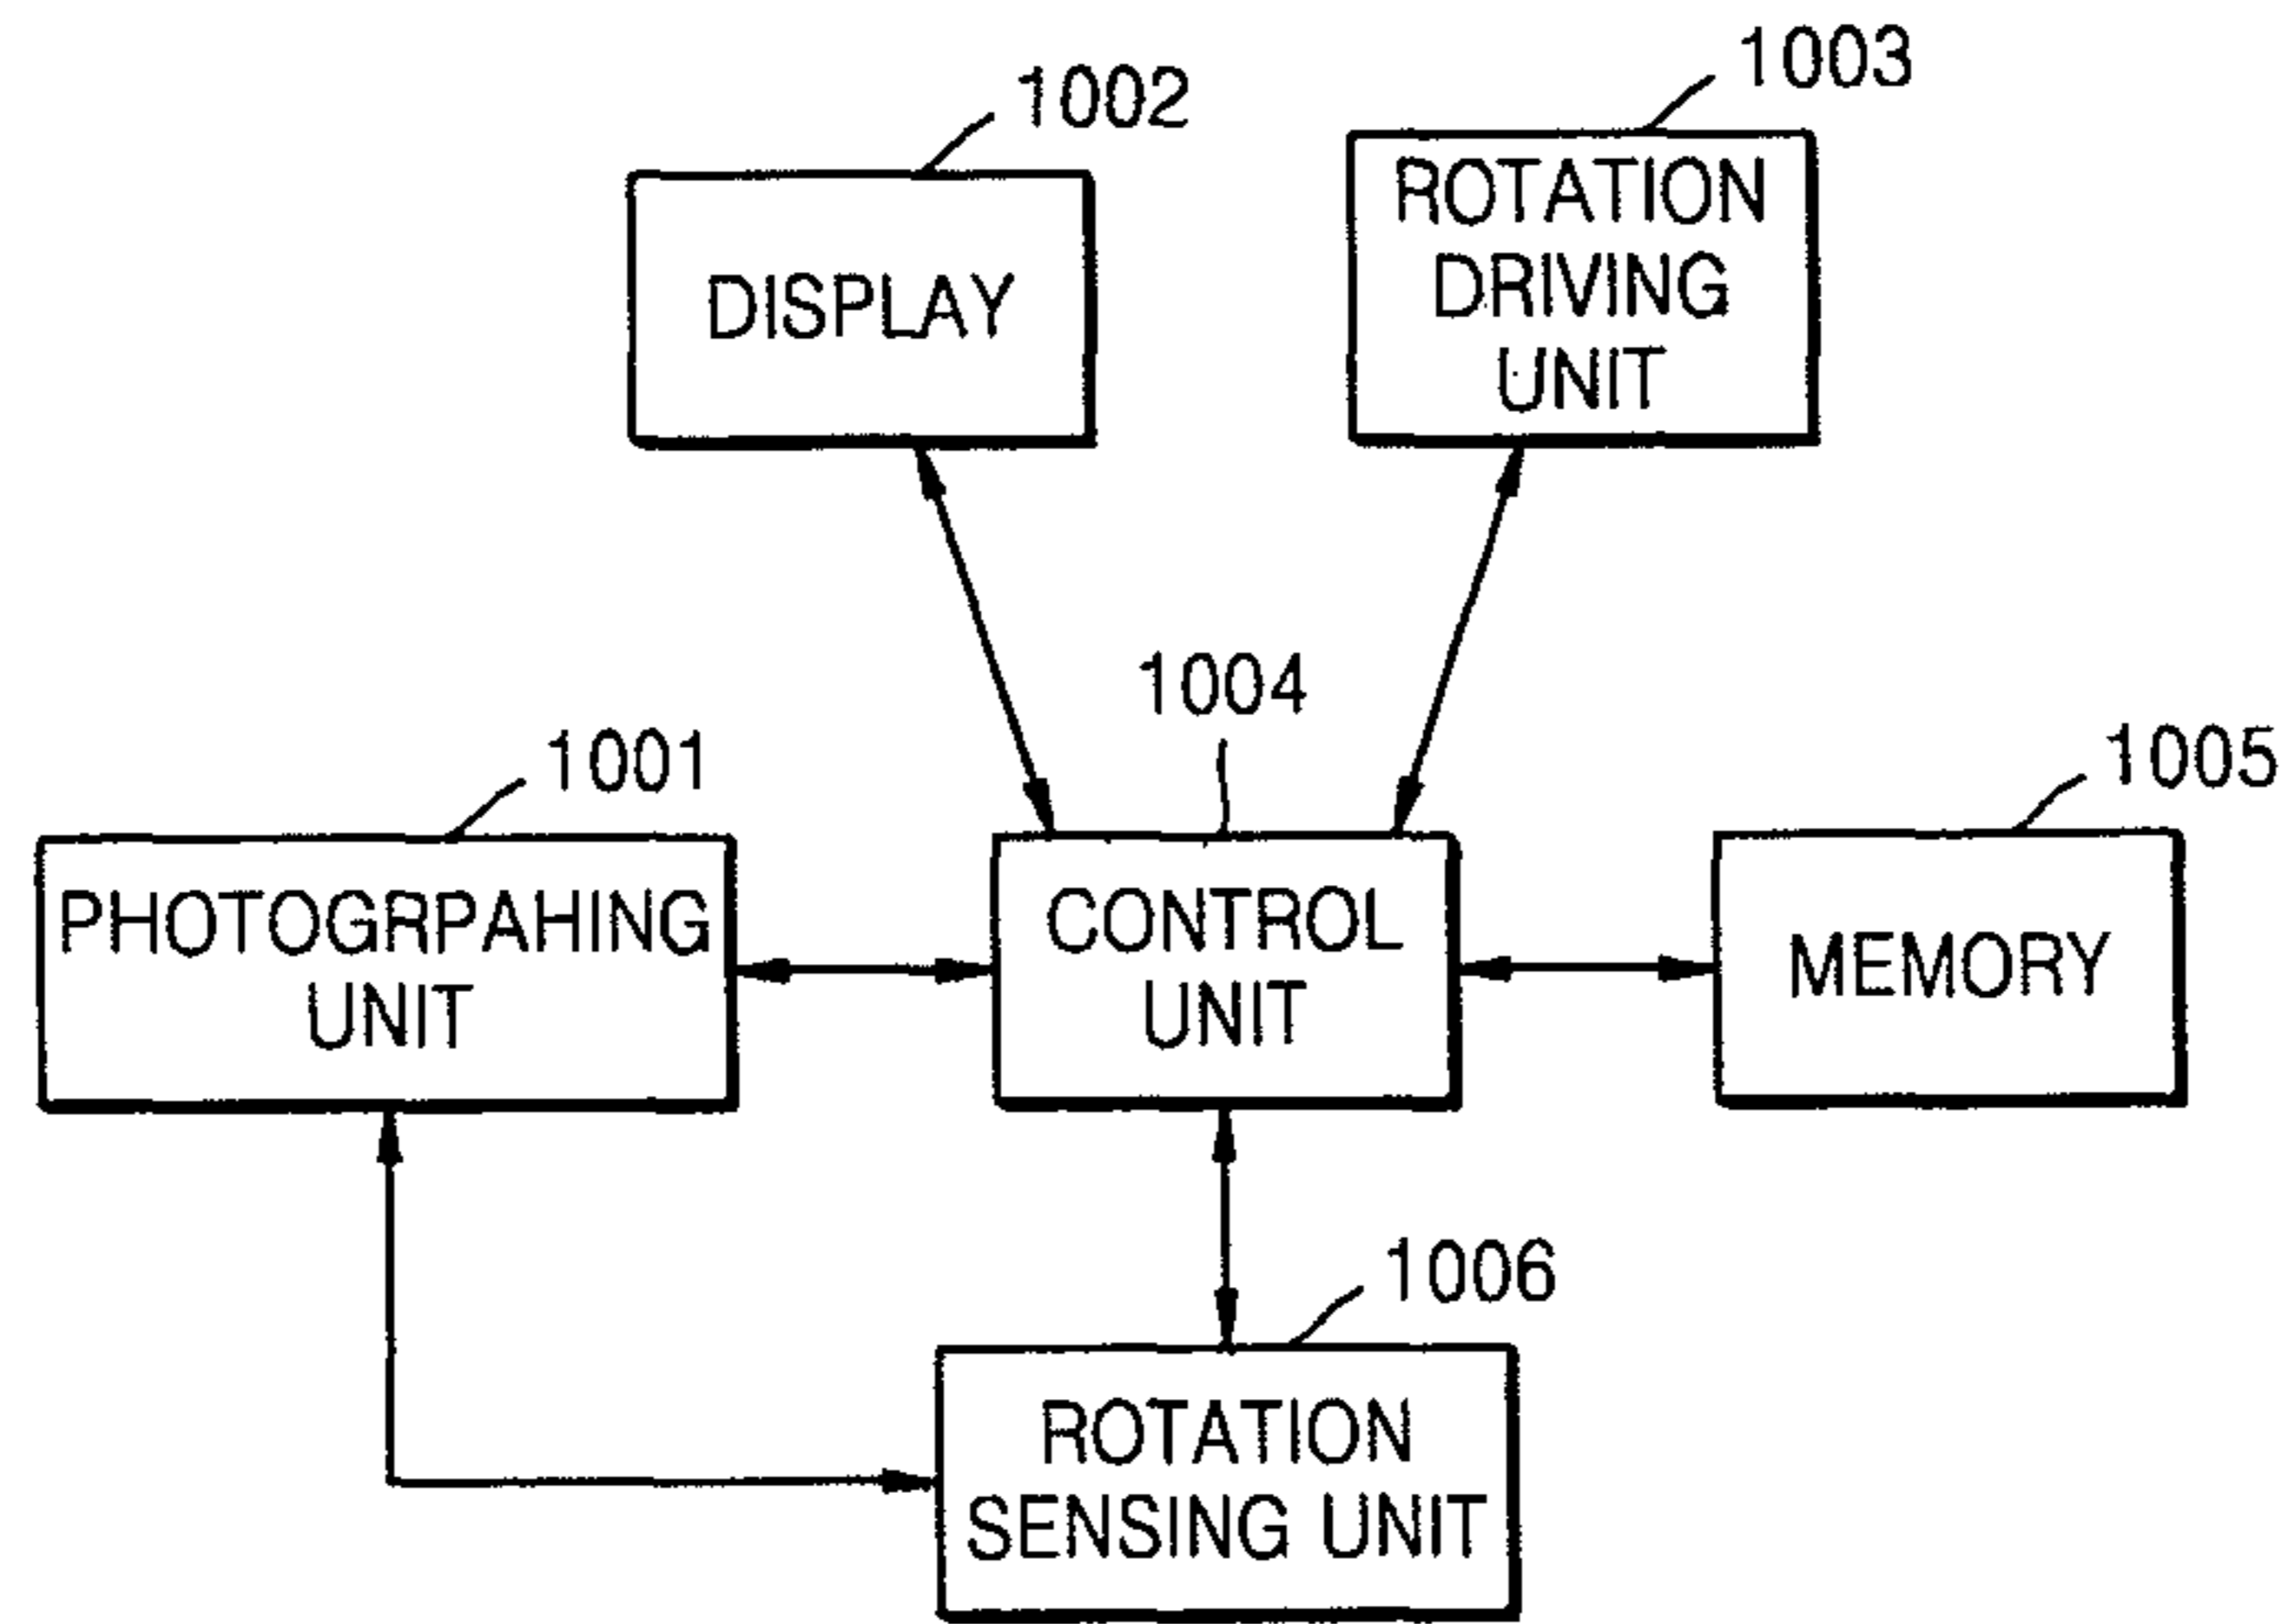 1003
1002
ROTATION
DRIVING
UNIT
DISPLAY
1004
1001
1005
PHOTOGRPAHING
UNIT
CONTROL
UNIT
MEMORY
1006
ROTATION
SENSING UNIT